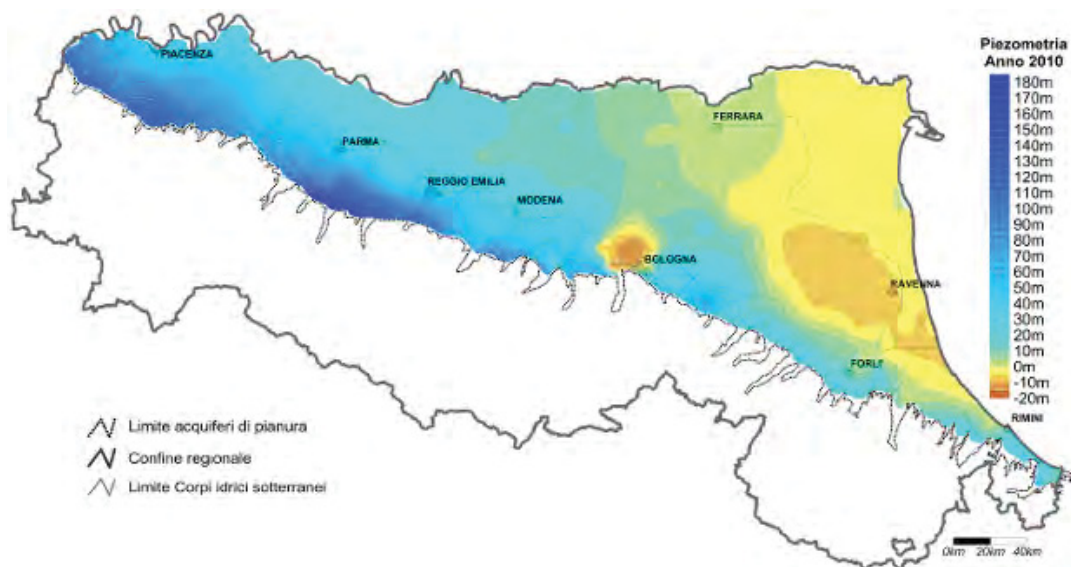 PIACENZA
PARMA
REGGIO EMILIA
MODENA
FERRARA
BOLOGNA
RAVENNA
FORLI'
RIMINI
Piezometria
Anno 2010
180m
170m
160m
150m
140m
130m
120m
110m
100m
90m
80m
70m
60m
50m
40m
30m
20m
10m
0m
-10m
-20m
Limite acquiferi di pianura
Confine regionale
Limite Corpi idrici sotterranei
0km 20km 40km